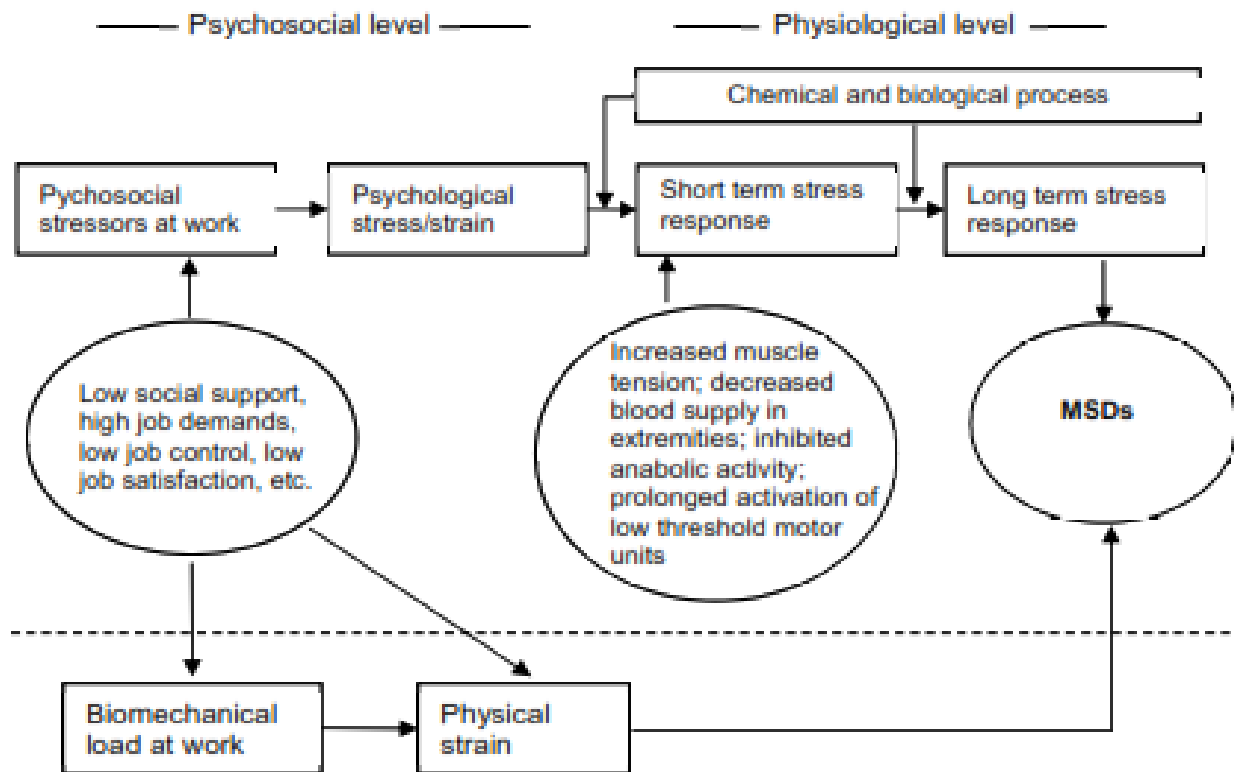 Psychosocial level
Physiological level
Chemical and biological process
Pychosocial
stressors at work
Psychological
stress/strain
Short term stress
response
Long term stress
response
Low social support,
high job demands,
low job control, low
job satisfaction, etc.
Increased muscle
tension; decreased
blood supply in
extremities; inhibited
anabolic activity;
prolonged activation of
low threshold motor
units
MSDs
Biomechanical
load at work
Physical
strain